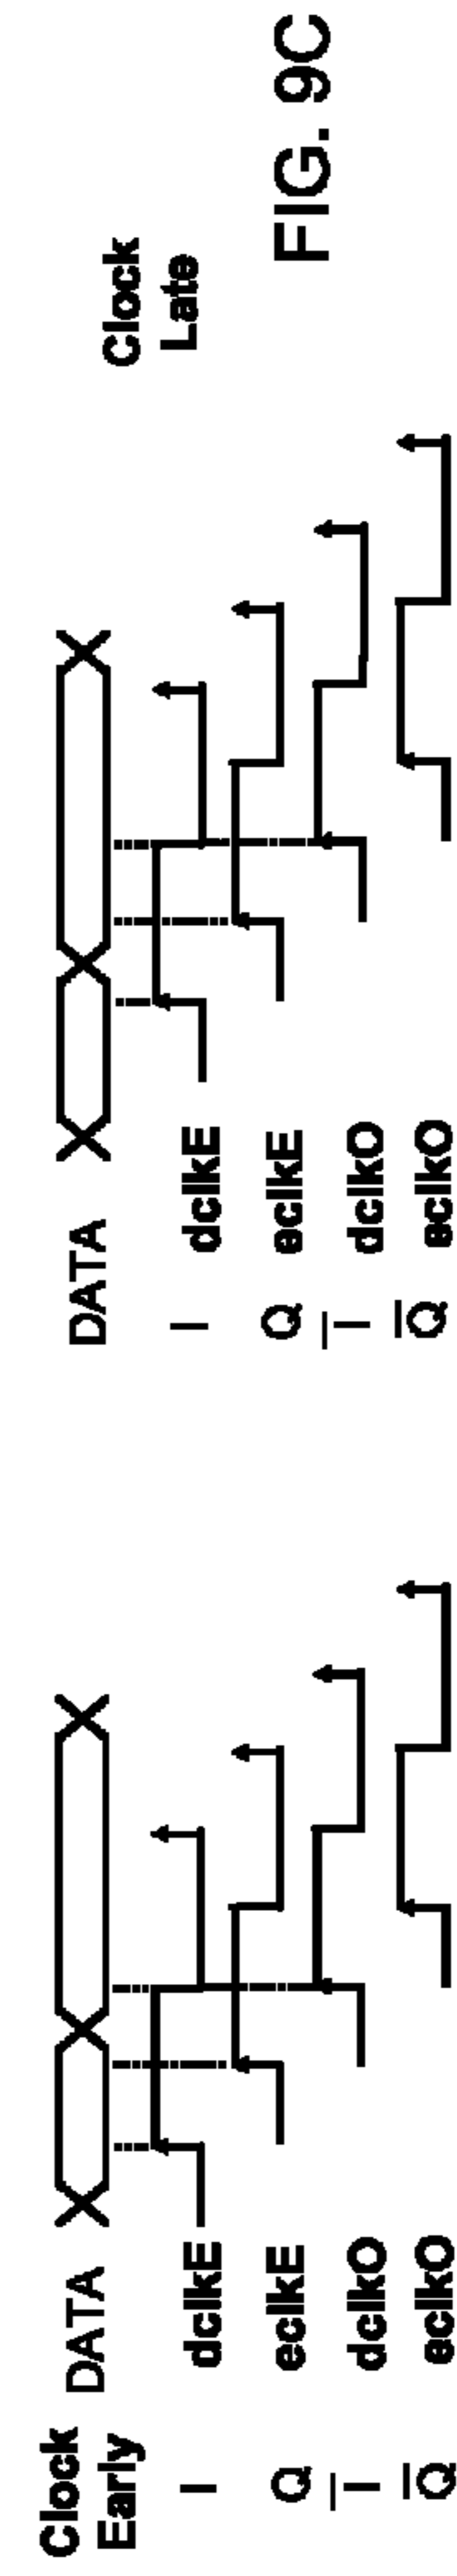 Clock
Early
DATA
I dclkE
Q eclkE
I̅ dclkO
Q̅ eclkO
DATA
I dclkE
Q eclkE
I̅ dclkO
Q̅ eclkO
Clock
Late
FIG. 9C